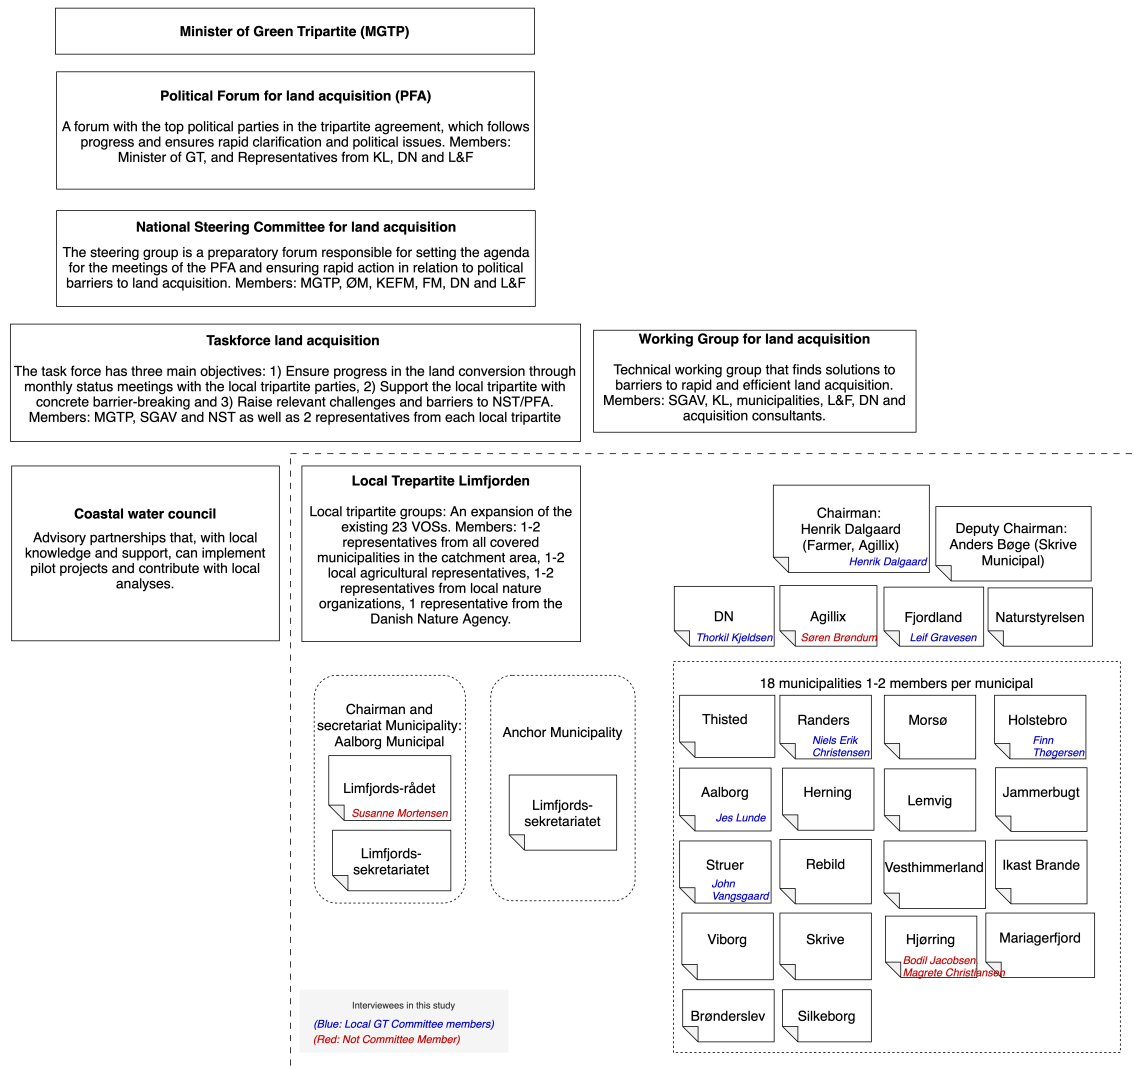 Minister of Green Tripartite (MGTP)
Political Forum for land acquisition (PFA)
A forum with the top political parties in the tripartite agreement, which follows
progress and ensures rapid clarification and political issues. Members:
Minister of GT, and Representatives from KL, DN and L&F
National Steering Committee for land acquisition
The steering group is a preparatory forum responsible for setting the agenda
for the meetings of the PFA and ensuring rapid action in relation to political
barriers to land acquisition. Members: MGTP, ØM, KEFM, FM, DN and L&F
Taskforce land acquisition
The task force has three main objectives: 1) Ensure progress in the land conversion through
monthly status meetings with the local tripartite parties, 2) Support the local tripartite with
concrete barrier-breaking and 3) Raise relevant challenges and barriers to NST/PFA.
Members: MGTP, SGAV and NST as well as 2 representatives from each local tripartite
Working Group for land acquisition
Technical working group that finds solutions to
barriers to rapid and efficient land acquisition.
Members: SGAV, KL, municipalities, L&F, DN and
acquisition consultants.
Coastal water council
Advisory partnerships that, with local
knowledge and support, can implement
pilot projects and contribute with local
analyses.
Local Trepartite Limfjorden
Local tripartite groups: An expansion of the
existing 23 VOSs. Members: 1-2
representatives from all covered
municipalities in the catchment area, 1-2
local agricultural representatives, 1-2
representatives from local nature
organizations, 1 representative from the
Danish Nature Agency.
Chairman:
Henrik Dalgaard
(Farmer, Agillix)
Henrik Dalgaard
Deputy Chairman:
Anders Bøge (Skrive
Municipal)
DN
Thorkil Kjeldsen
Agillix
Søren Brøndum
Fjordland
Leif Gravesen
Naturstyrelsen
Chairman and
secretariat Municipality:
Aalborg Municipal
Limfjords-rådet
Susanne Mortensen
Limfjords-
sekretariatet
Anchor Municipality
Limfjords-
sekretariatet
18 municipalities 1-2 members per municipal
Thisted
Randers
Niels Erik
Christensen
Morsø
Holstebro
Finn
Thøgersen
Aalborg
Jes Lunde
Herning
Lemvig
Jammerbugt
Struer
John
Vangsgaard
Rebild
Vesthimmerland
Ikast Brande
Viborg
Skrive
Hjørring
Bodil Jacobsen
Magrete Christiansen
Mariagerfjord
Brønderslev
Silkeborg
Interviewees in this study
(Blue: Local GT Committee members)
(Red: Not Committee Member)